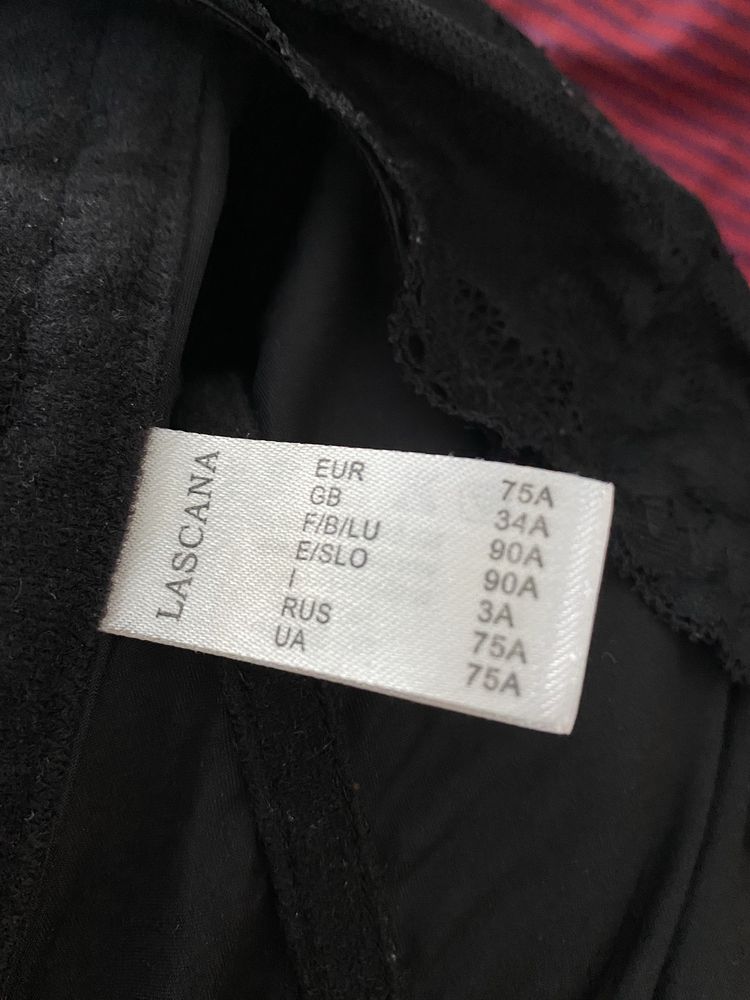 LASCANA
EUR 75A
GB 34A
F/B/LU 90A
E/SLO 90A
I 3A
RUS 75A
UA 75A